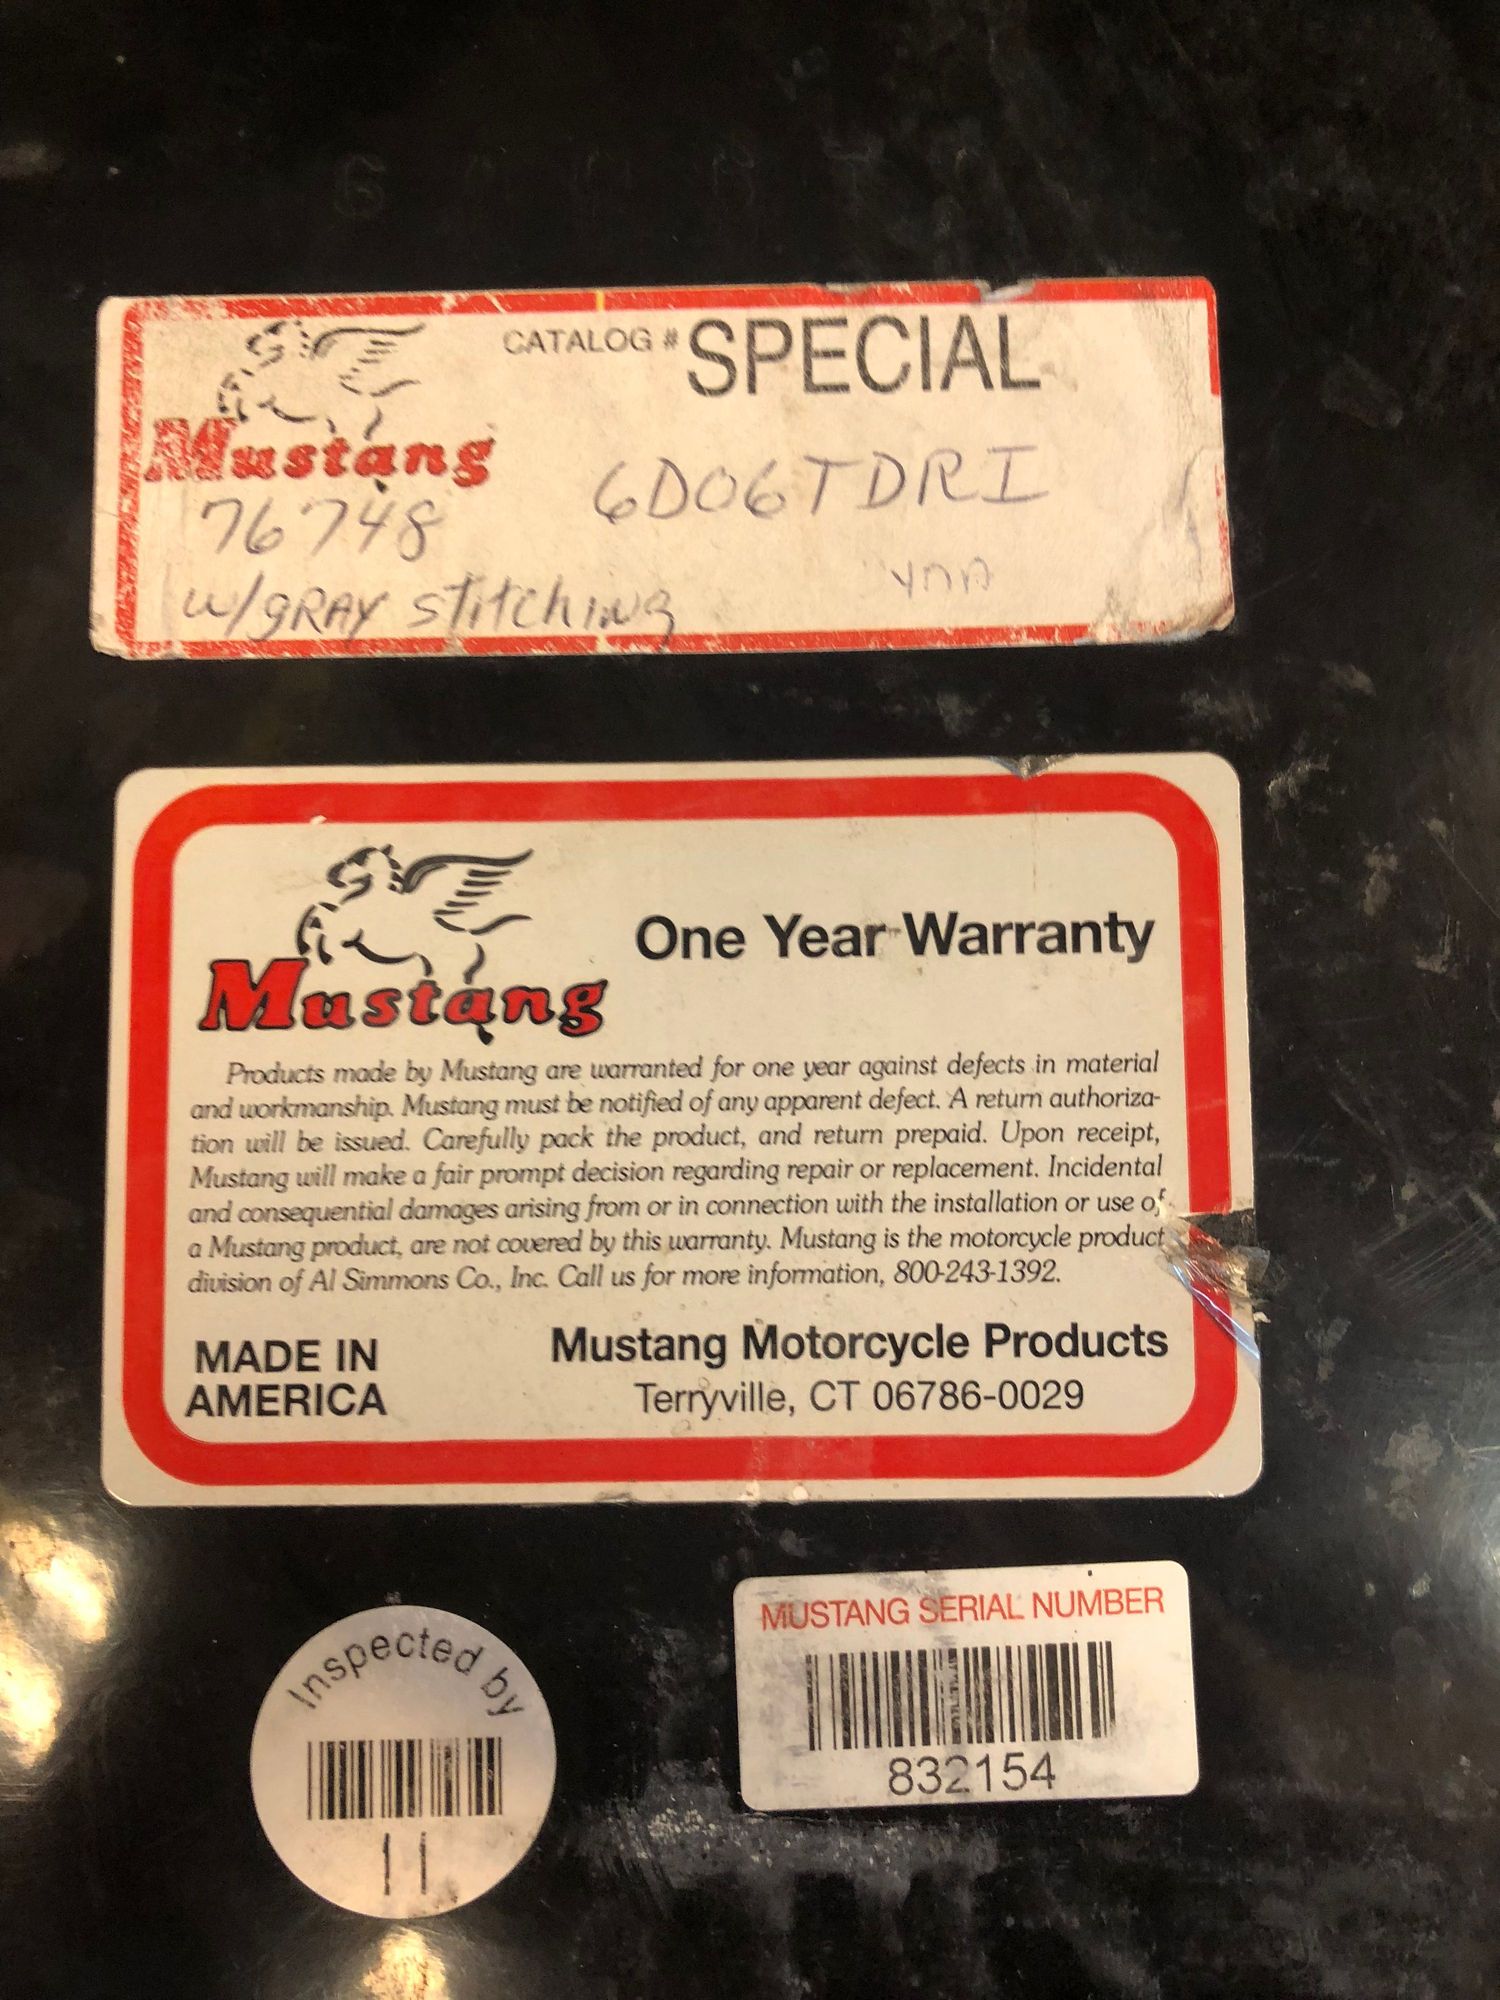 CATALOG # SPECIAL
Mustang
6D06TDRI
76748
w/gRAY stitching
Mustang
One Year Warranty
Products made by Mustang are warranted for one year against defects in material
and workmanship. Mustang must be notified of any apparent defect. A return authoriza-
tion will be issued. Carefully pack the product, and return prepaid. Upon receipt,
Mustang will make a fair prompt decision regarding repair or replacement. Incidental
and consequential damages arising from or in connection with the installation or use of
a Mustang product, are not covered by this warranty. Mustang is the motorcycle product
division of Al Simmons Co., Inc. Call us for more information, 800-243-1392.
MADE IN
AMERICA
Mustang Motorcycle Products
Terryville, CT 06786-0029
Inspected by
11
MUSTANG SERIAL NUMBER
832154